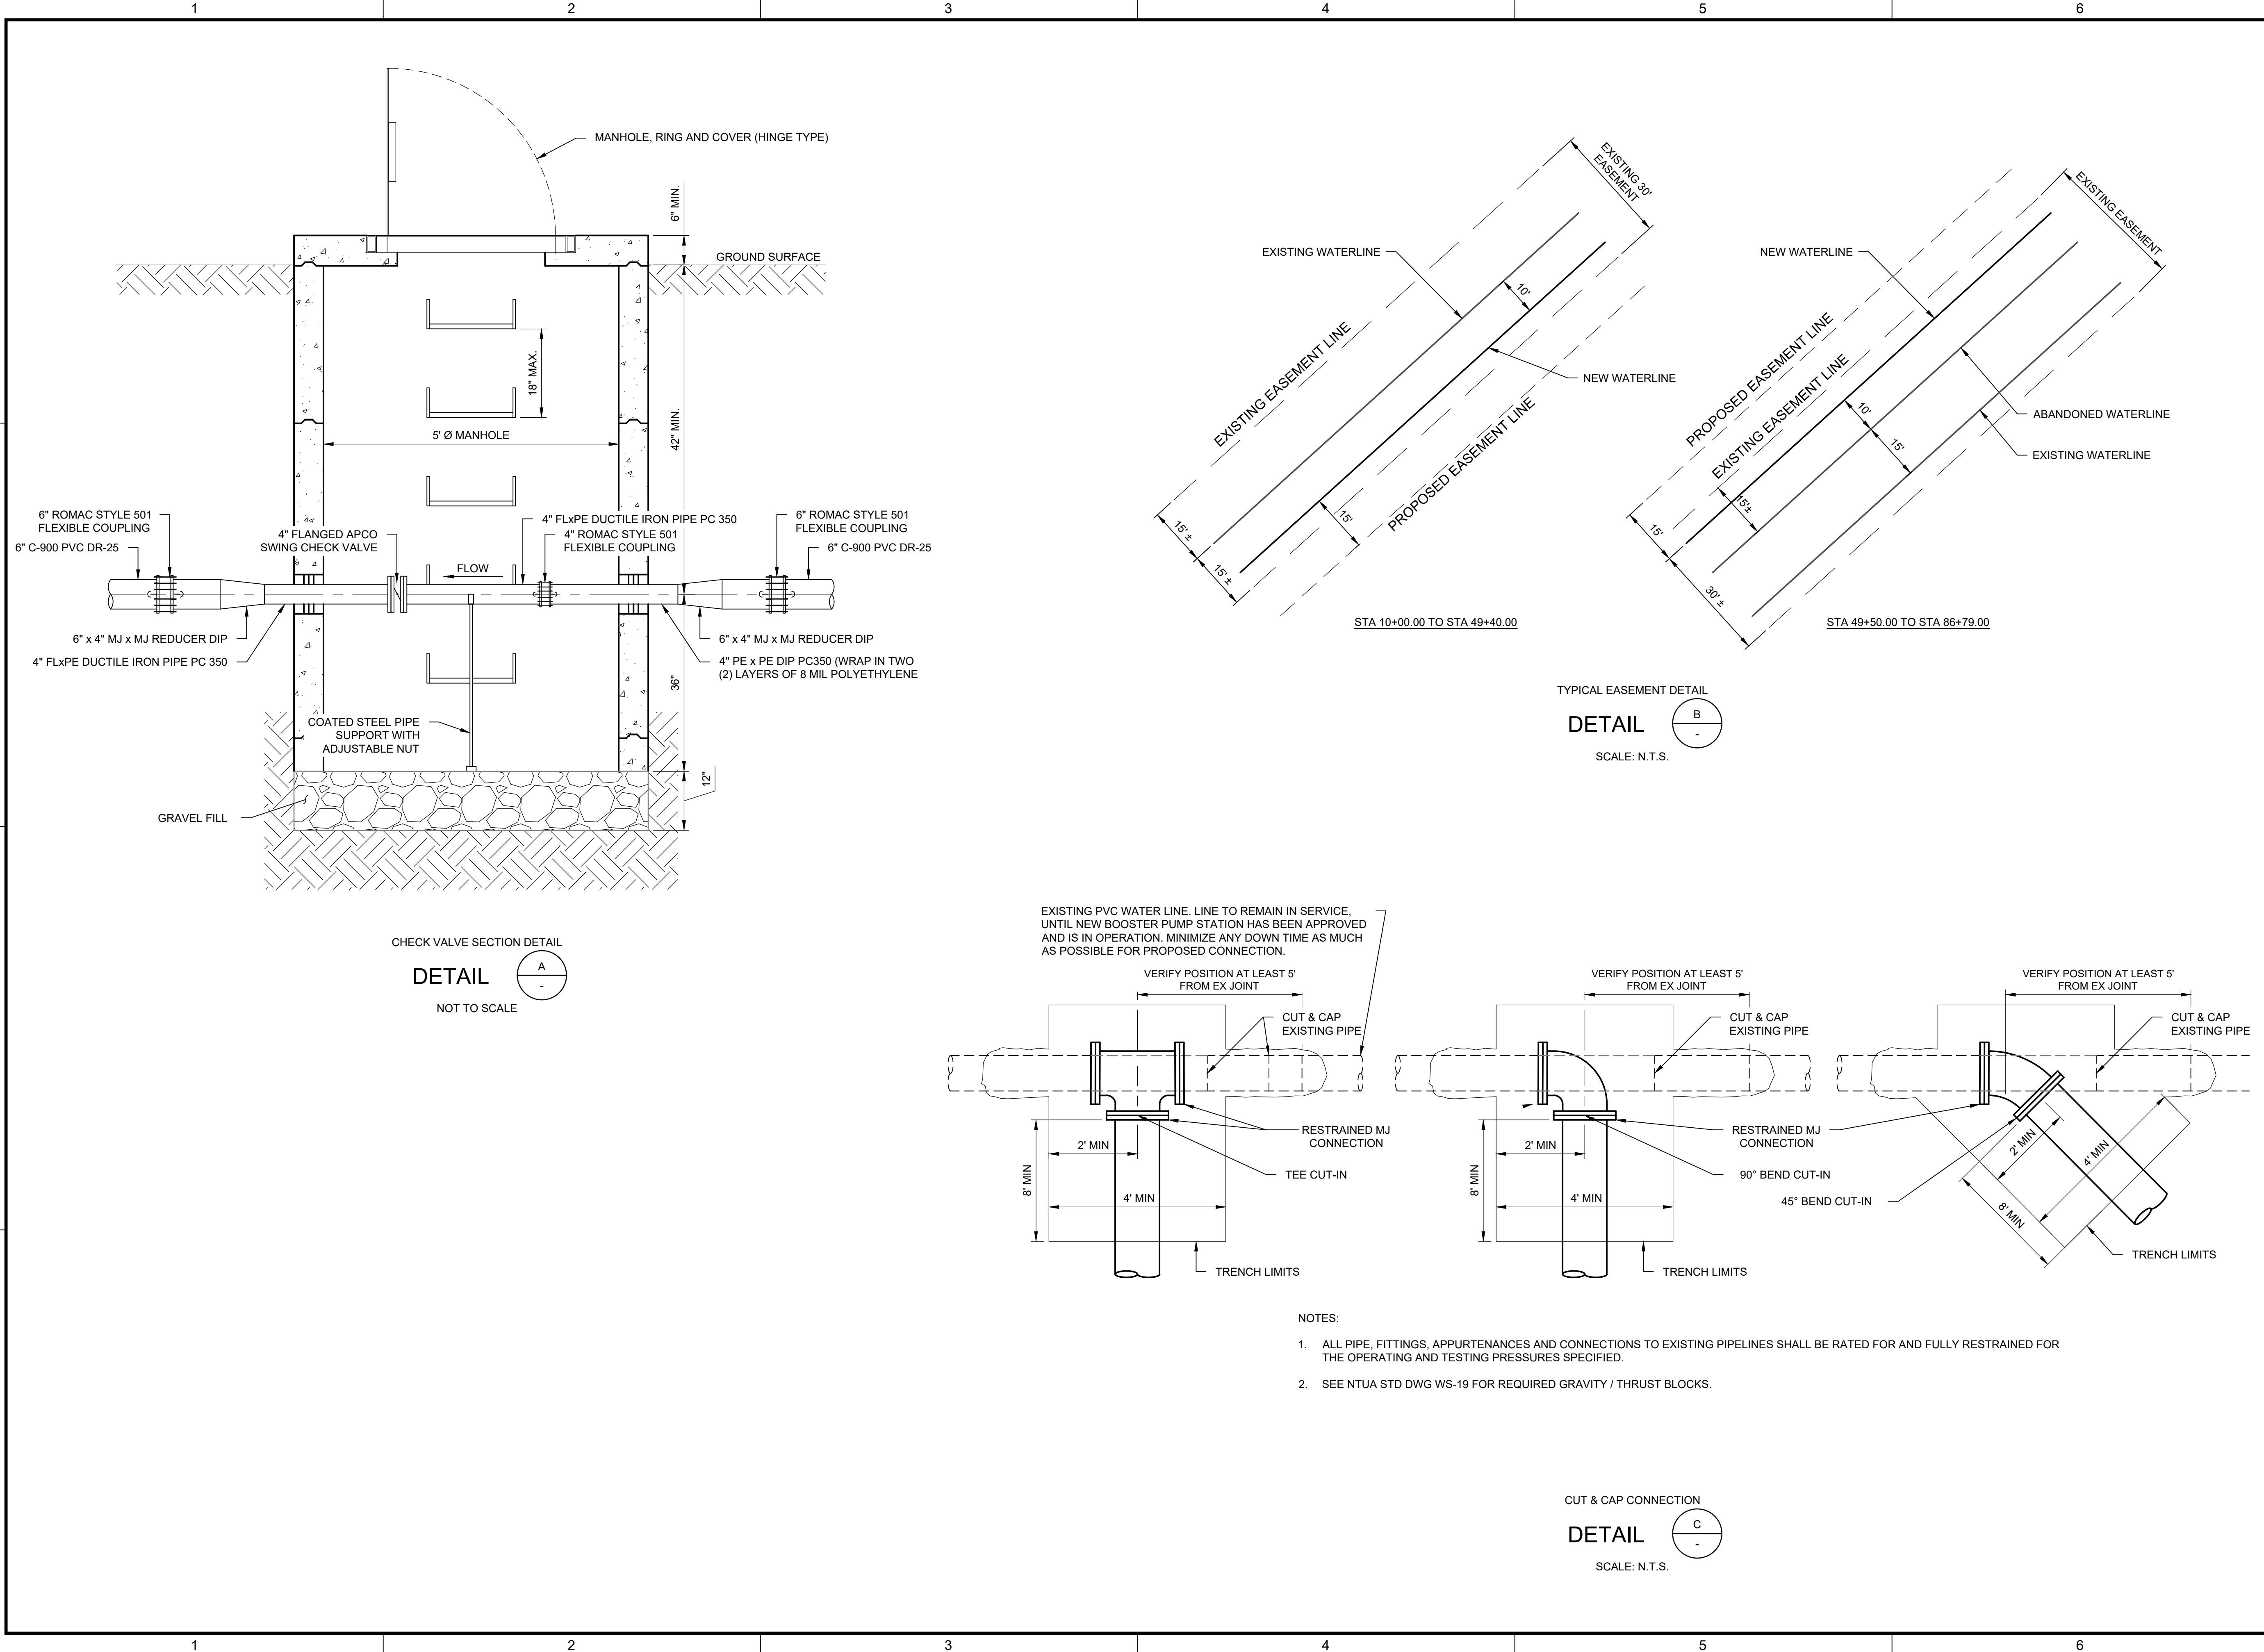 1 2 3 4 5 6
MANHOLE, RING AND COVER (HINGE TYPE)
6" MIN.
GROUND SURFACE
18" MAX.
42" MIN.
5' Ø MANHOLE
6" ROMAC STYLE 501
FLEXIBLE COUPLING
6" C-900 PVC DR-25
4" FLANGED APCO
SWING CHECK VALVE
4" FLxPE DUCTILE IRON PIPE PC 350
4" ROMAC STYLE 501
FLEXIBLE COUPLING
6" ROMAC STYLE 501
FLEXIBLE COUPLING
6" C-900 PVC DR-25
FLOW
6" x 4" MJ x MJ REDUCER DIP
4" FLxPE DUCTILE IRON PIPE PC 350
6" x 4" MJ x MJ REDUCER DIP
4" PE x PE DIP PC350 (WRAP IN TWO
(2) LAYERS OF 8 MIL POLYETHYLENE
36"
COATED STEEL PIPE
SUPPORT WITH
ADJUSTABLE NUT
12"
GRAVEL FILL
CHECK VALVE SECTION DETAIL
DETAIL
A
-
NOT TO SCALE
EXISTING 30'
EASEMENT
EXISTING WATERLINE
10'
EXISTING EASEMENT LINE
NEW WATERLINE
PROPOSED EASEMENT LINE
15'
15' ±
15' ±
STA 10+00.00 TO STA 49+40.00
EXISTING EASEMENT
NEW WATERLINE
PROPOSED EASEMENT LINE
EXISTING EASEMENT LINE
10'
15'
ABANDONED WATERLINE
EXISTING WATERLINE
15'±
15'
30' ±
STA 49+50.00 TO STA 86+79.00
TYPICAL EASEMENT DETAIL
DETAIL
B
-
SCALE: N.T.S.
EXISTING PVC WATER LINE. LINE TO REMAIN IN SERVICE,
UNTIL NEW BOOSTER PUMP STATION HAS BEEN APPROVED
AND IS IN OPERATION. MINIMIZE ANY DOWN TIME AS MUCH
AS POSSIBLE FOR PROPOSED CONNECTION.
VERIFY POSITION AT LEAST 5'
FROM EX JOINT
CUT & CAP
EXISTING PIPE
RESTRAINED MJ
CONNECTION
2' MIN
TEE CUT-IN
8' MIN
4' MIN
TRENCH LIMITS
VERIFY POSITION AT LEAST 5'
FROM EX JOINT
CUT & CAP
EXISTING PIPE
RESTRAINED MJ
CONNECTION
2' MIN
90° BEND CUT-IN
8' MIN
4' MIN
TRENCH LIMITS
VERIFY POSITION AT LEAST 5'
FROM EX JOINT
CUT & CAP
EXISTING PIPE
2' MIN
4' MIN
45° BEND CUT-IN
8' MIN
TRENCH LIMITS
NOTES:
1. ALL PIPE, FITTINGS, APPURTENANCES AND CONNECTIONS TO EXISTING PIPELINES SHALL BE RATED FOR AND FULLY RESTRAINED FOR
THE OPERATING AND TESTING PRESSURES SPECIFIED.
2. SEE NTUA STD DWG WS-19 FOR REQUIRED GRAVITY / THRUST BLOCKS.
CUT & CAP CONNECTION
DETAIL
C
-
SCALE: N.T.S.
1 2 3 4 5 6